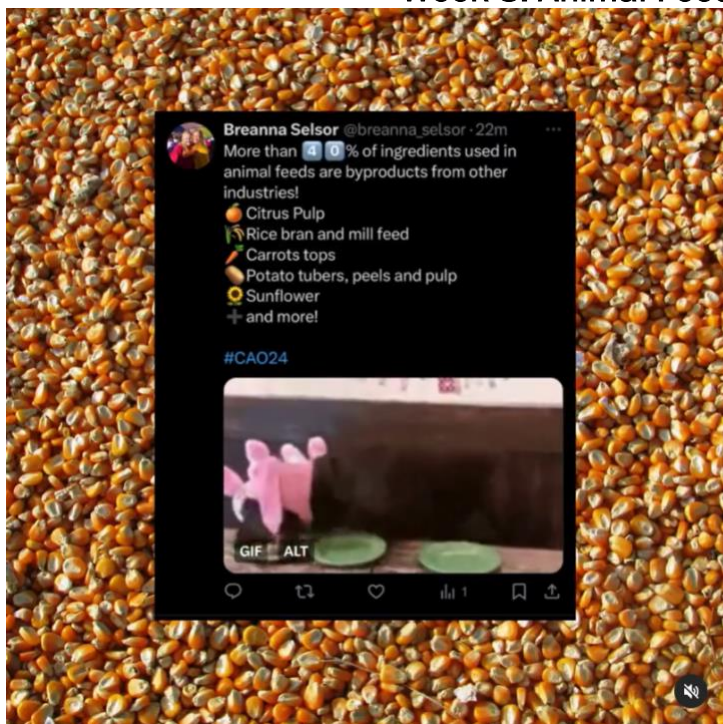 Breanna Selsor @breanna_selsor · 22m
More than 4️⃣ 0️⃣% of ingredients used in
animal feeds are byproducts from other
industries!
🍊Citrus Pulp
🌾Rice bran and mill feed
🥕Carrots tops
🥔Potato tubers, peels and pulp
🌻Sunflower
➕and more!
#CAO24
GIF ALT
1